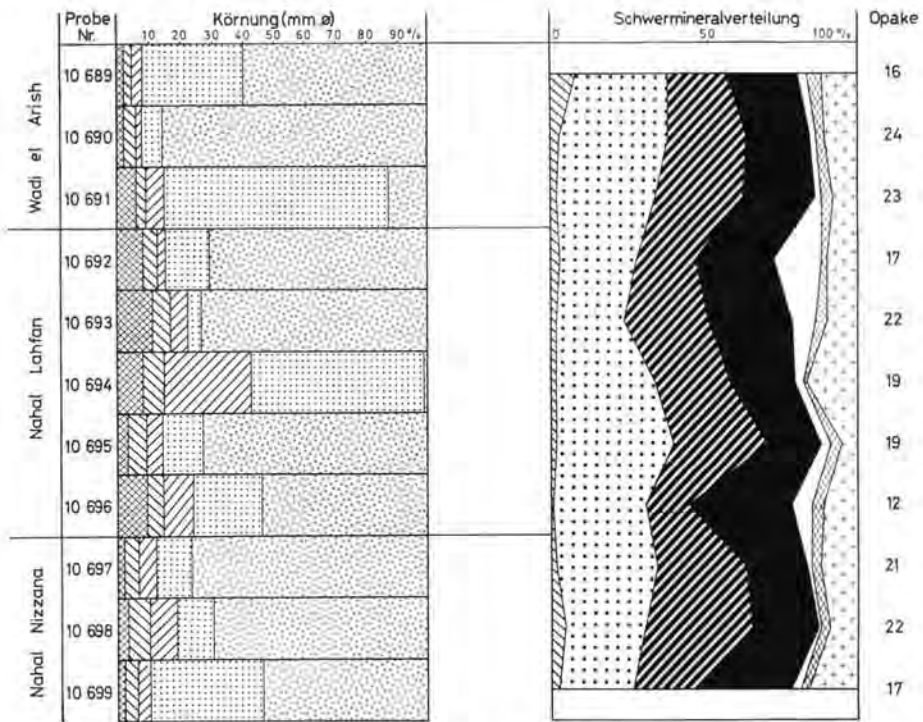 Probe Nr. Körnung (mm ø) Schwermineralverteilung Opake
10 20 30 40 50 60 70 80 90 % 0 50 100 %
Wadi el Arish
10 689 16
10 690 24
10 691 23
Nahal Lahfan
10 692 17
10 693 22
10 694 19
10 695 19
10 696 12
Nahal Nizzana
10 697 21
10 698 22
10 699 17